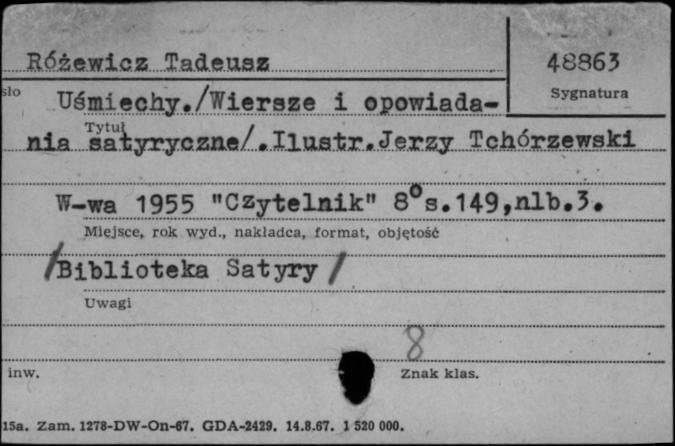 Różewicz Tadeusz
48863
Sygnatura
sło
Uśmiechy./Wiersze i opowiada-
Tytuł
nia satyryczne/.Ilustr.Jerzy Tchórzewski
W-wa 1955 "Czytelnik" 8° s.149,nlb.3.
Miejsce, rok wyd., nakładca, format, objętość
/Biblioteka Satyry/
Uwagi
8
inw.
Znak klas.
15a. Zam. 1278-DW-On-67. GDA-2429. 14.8.67. 1 520 000.